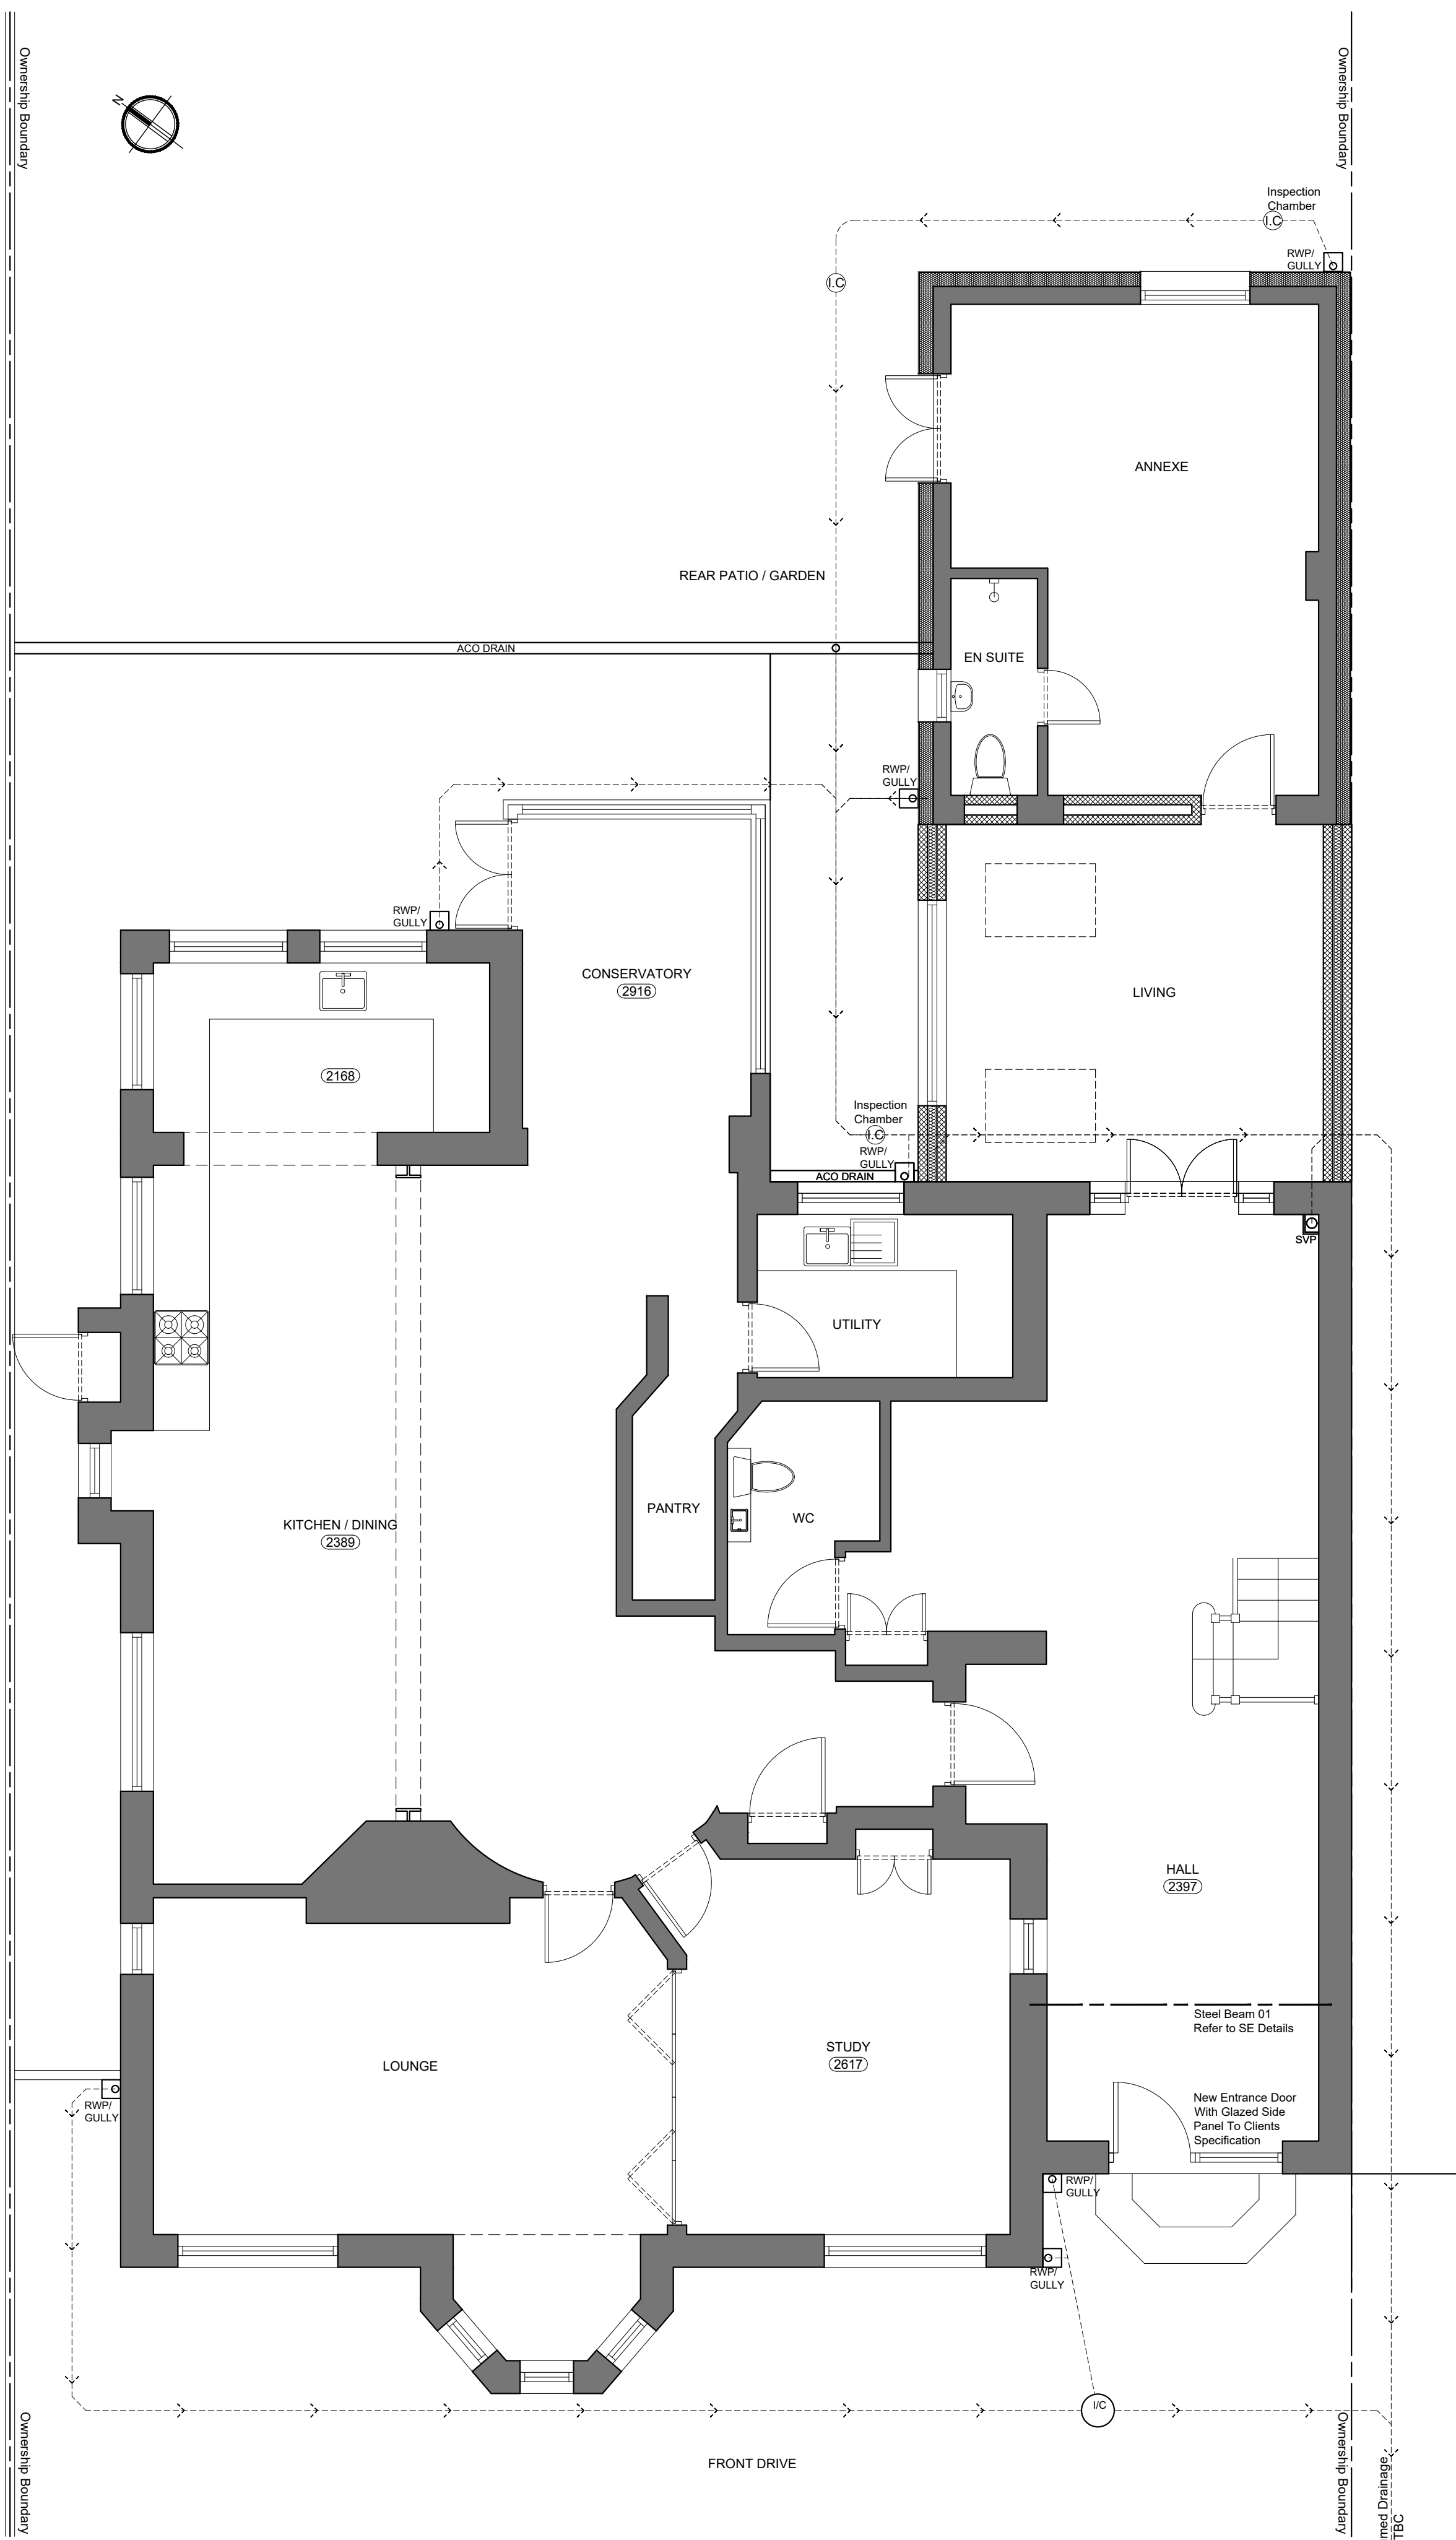 Ownership Boundary
Ownership Boundary
N
Inspection
Chamber
I.C
RWP/
GULLY
I.C
ANNEXE
REAR PATIO / GARDEN
ACO DRAIN
EN SUITE
RWP/
GULLY
RWP/
GULLY
CONSERVATORY
2916
LIVING
2168
Inspection
Chamber
I.C
RWP/
GULLY
ACO DRAIN
SVP
UTILITY
PANTRY
WC
KITCHEN / DINING
2389
HALL
2397
Steel Beam 01
Refer to SE Details
STUDY
2617
LOUNGE
RWP/
GULLY
New Entrance Door
With Glazed Side
Panel To Clients
Specification
RWP/
GULLY
RWP/
GULLY
I/C
FRONT DRIVE
Ownership Boundary
Ownership Boundary
med Drainage
TBC